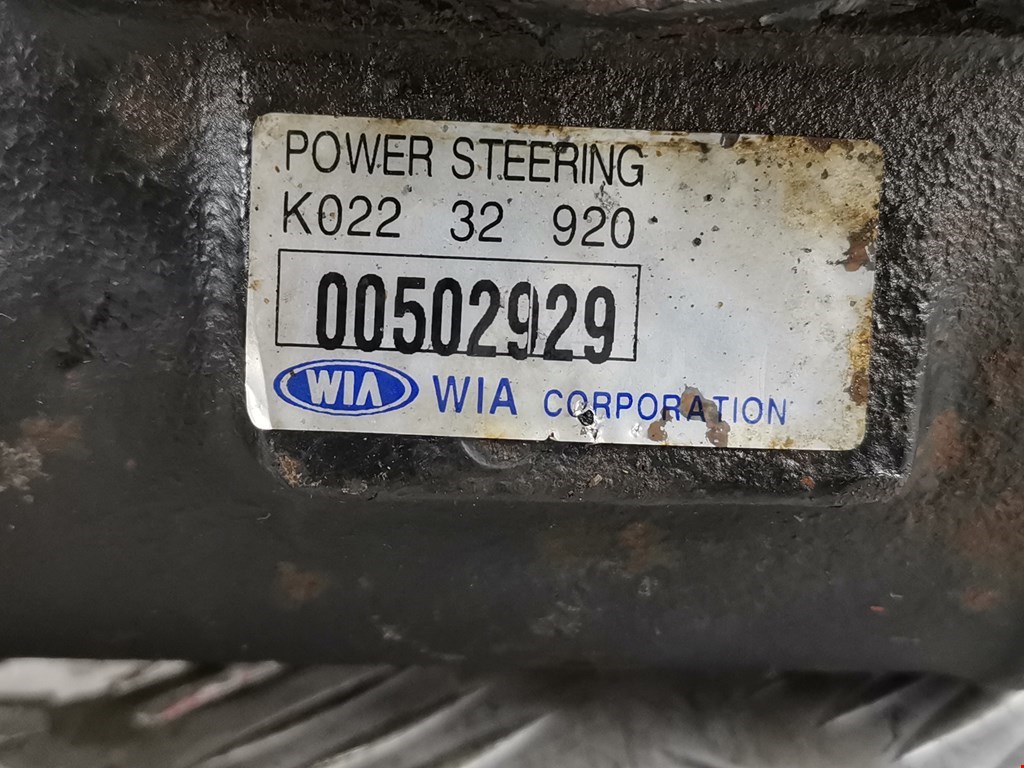 POWER STEERING
K022 32 920
00502929
WIA WIA CORPORATION